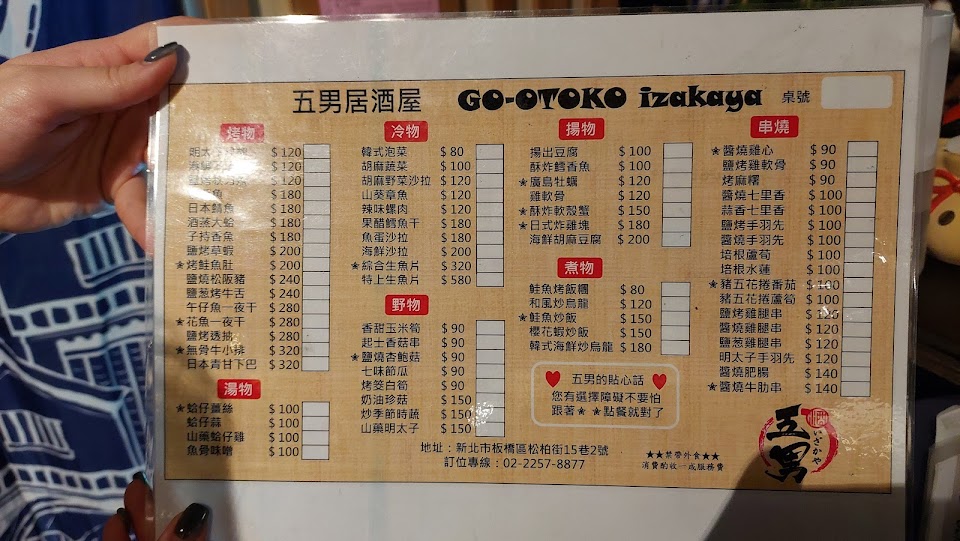 五男居酒屋 GO-OTOKO izakaya 桌號
烤物
$120
$120
$120
$180
日本鯖魚 $180
酒蒸大蛤 $180
子持香魚 $180
鹽烤草蝦 $200
★烤鮭魚肚 $200
鹽燒松阪豬 $240
鹽蔥烤牛舌 $240
午仔魚一夜干 $280
★花魚一夜干 $280
鹽烤透抽 $280
★無骨牛小排 $320
日本青甘下巴 $320
湯物
★蛤仔薑絲 $100
蛤仔蒜 $100
山藥蛤仔雞 $100
魚骨味噌 $100
冷物
韓式泡菜 $80
胡麻蔬菜 $100
胡麻野菜沙拉 $120
山葵章魚 $120
辣味螺肉 $120
果醋鱈魚干 $180
魚蛋沙拉 $180
海鮮沙拉 $200
★綜合生魚片 $320
特上生魚片 $580
野物
香甜玉米筍 $90
起士香菇串 $90
★鹽燒杏鮑菇 $90
七味節瓜 $90
烤筊白筍 $90
奶油珍菇 $150
炒季節時蔬 $150
山藥明太子 $150
揚物
揚出豆腐 $100
酥炸鱈香魚 $100
★廣島牡蠣 $120
雞軟骨 $120
★酥炸軟殼蟹 $150
★日式炸雞塊 $180
海鮮胡麻豆腐 $200
煮物
鮭魚烤飯糰 $80
和風炒烏龍 $120
★鮭魚炒飯 $150
櫻花蝦炒飯 $150
韓式海鮮炒烏龍 $180
五男的貼心話
您有選擇障礙不要怕
跟著★ ★點餐就對了
串燒
★醬燒雞心 $90
鹽烤雞軟骨 $90
烤麻糬 $90
醬燒七里香 $100
蒜香七里香 $100
鹽烤手羽先 $100
醬燒手羽先 $100
培根蘆筍 $100
培根水蓮 $100
★豬五花捲番茄 $100
豬五花捲蘆筍 $100
鹽烤雞腿串 $120
醬燒雞腿串 $120
鹽蔥雞腿串 $120
明太子手羽先 $120
醬燒肥腸 $140
★醬燒牛肋串 $140
地址：新北市板橋區松柏街15巷2號
訂位專線：02-2257-8877
★★禁帶外食★★
消費酌收一成服務費
五男
いざかや